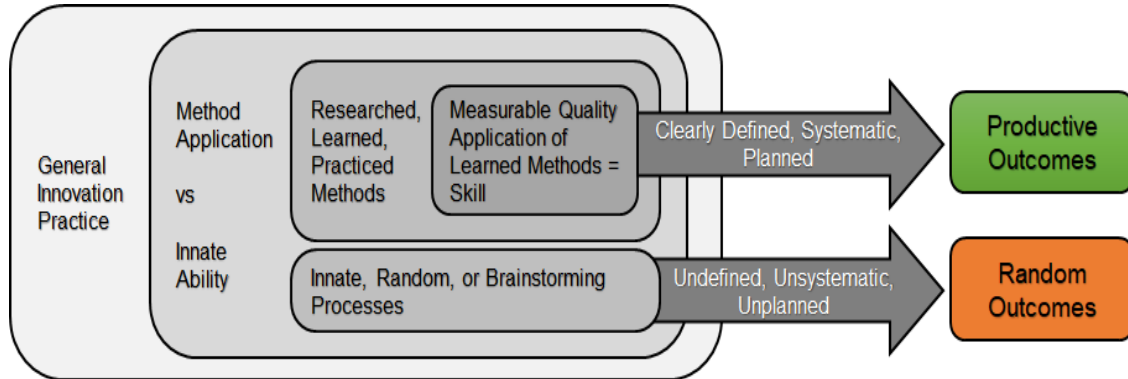 General
Innovation
Practice
Method
Application
vs
Innate
Ability
Researched,
Learned,
Practiced
Methods
Measurable Quality
Application of
Learned Methods =
Skill
Clearly Defined, Systematic,
Planned
Productive
Outcomes
Innate, Random, or Brainstorming
Processes
Undefined, Unsystematic,
Unplanned
Random
Outcomes